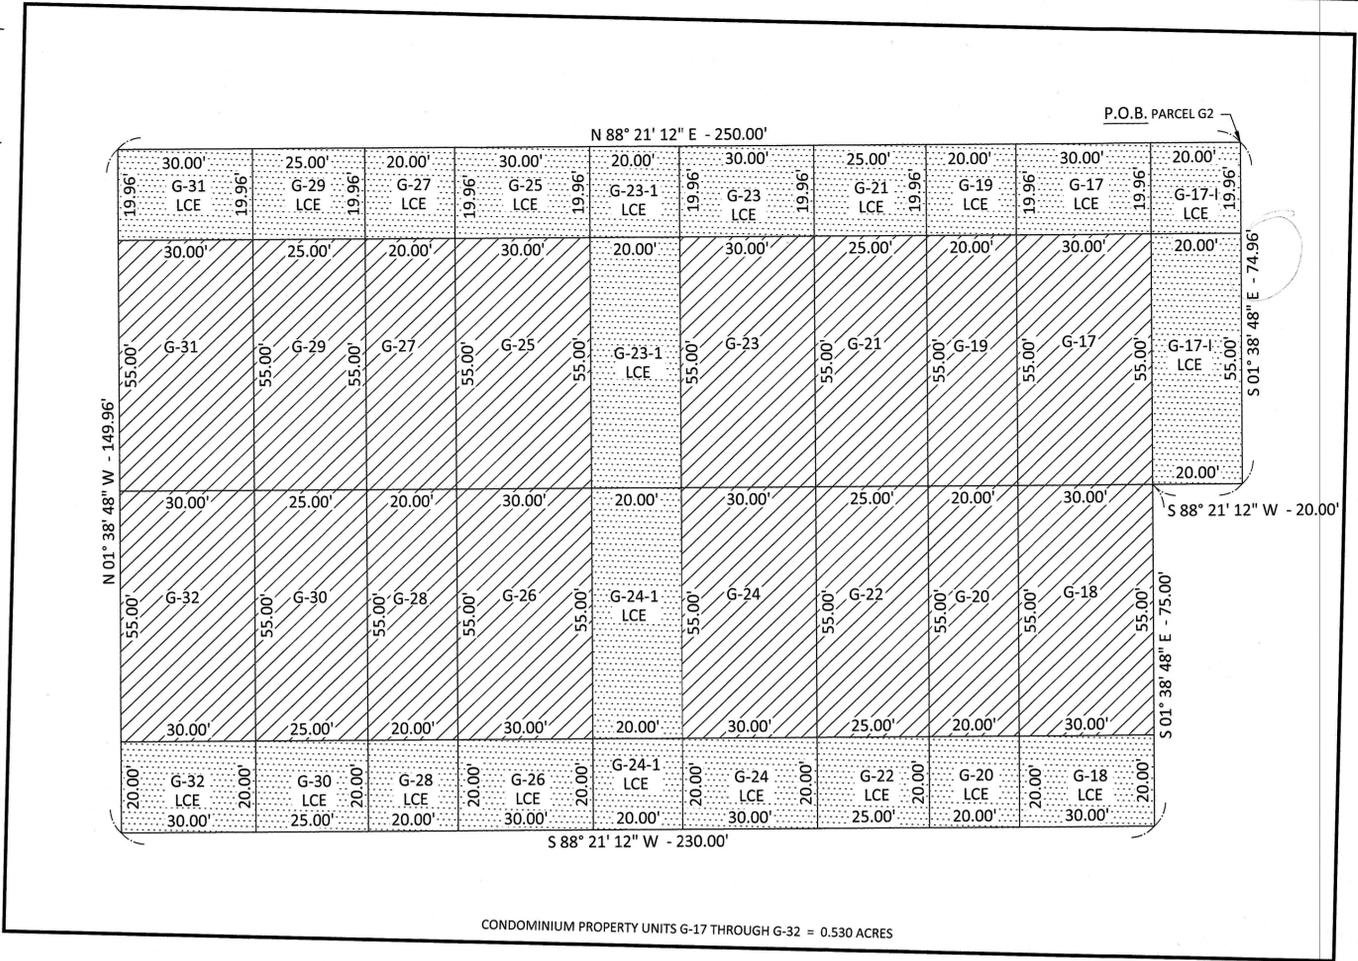 P.O.B. PARCEL G2
N 88° 21' 12" E - 250.00'
30.00' 25.00' 20.00' 30.00' 20.00' 30.00' 25.00' 20.00' 30.00' 20.00'
19.96' 19.96' 19.96' 19.96' 19.96' 19.96' 19.96' 19.96' 19.96' 19.96' 19.96'
G-31 G-29 G-27 G-25 G-23-1 G-23 G-21 G-19 G-17 G-17-I
LCE LCE LCE LCE LCE LCE LCE LCE LCE LCE
30.00' 25.00' 20.00' 30.00' 20.00' 30.00' 25.00' 20.00' 30.00' 20.00'
S 01° 38' 48" E - 74.96'
G-31 G-29 G-27 G-25 G-23-1 G-23 G-21 G-19 G-17 G-17-I
LCE LCE
55.00' 55.00' 55.00' 55.00' 55.00' 55.00' 55.00' 55.00' 55.00' 55.00'
20.00'
N 01° 38' 48" W - 149.96'
30.00' 25.00' 20.00' 30.00' 20.00' 30.00' 25.00' 20.00' 30.00'
S 88° 21' 12" W - 20.00'
G-32 G-30 G-28 G-26 G-24-1 G-24 G-22 G-20 G-18
LCE
55.00' 55.00' 55.00' 55.00' 55.00' 55.00' 55.00' 55.00' 55.00' 55.00'
S 01° 38' 48" E - 75.00'
30.00' 25.00' 20.00' 30.00' 20.00' 30.00' 25.00' 20.00' 30.00'
G-32 G-30 G-28 G-26 G-24-1 G-24 G-22 G-20 G-18
LCE LCE LCE LCE LCE LCE LCE LCE LCE
20.00' 20.00' 20.00' 20.00' 20.00' 20.00' 20.00' 20.00' 20.00'
30.00' 25.00' 20.00' 30.00' 20.00' 30.00' 25.00' 20.00' 30.00'
S 88° 21' 12" W - 230.00'
CONDOMINIUM PROPERTY UNITS G-17 THROUGH G-32 = 0.530 ACRES